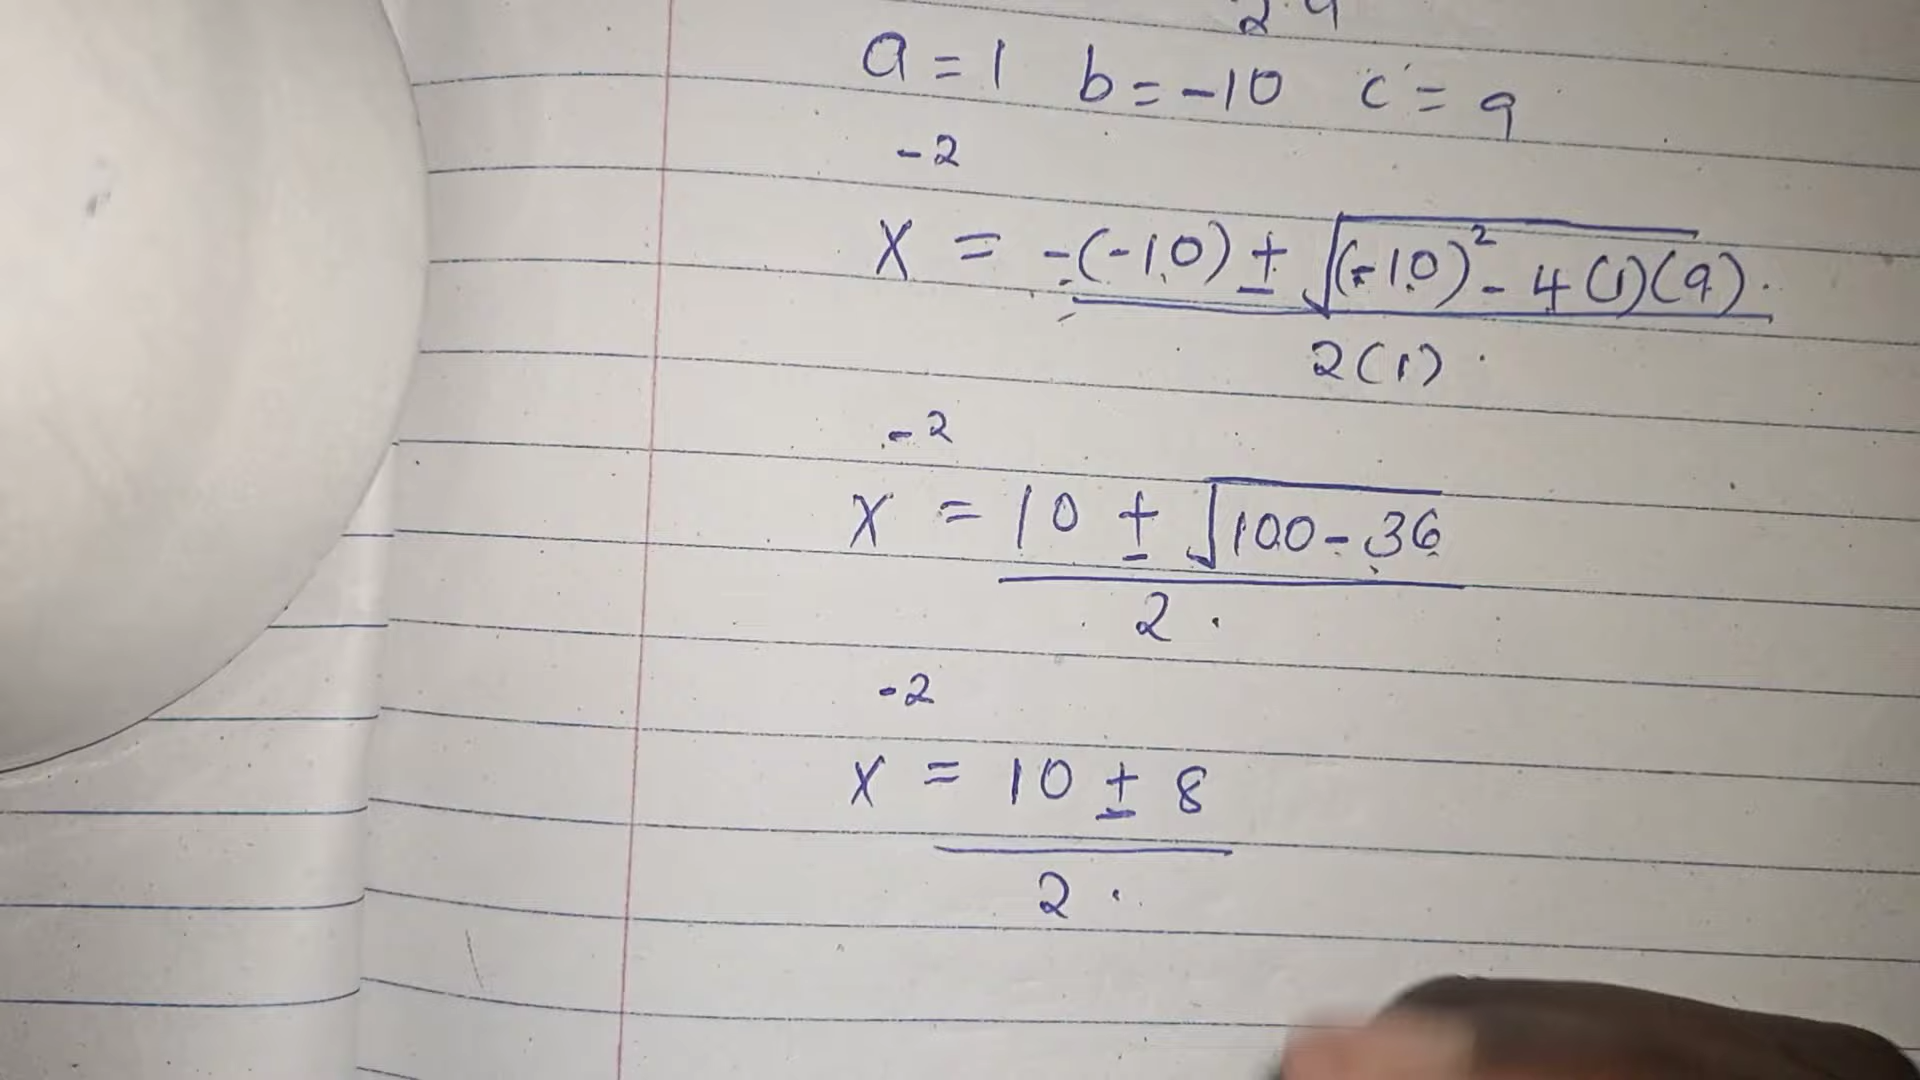 2.a
a = 1 b = -10 c = 9
-2
x = -(-10) ± √(-10)² - 4(1)(9)
2(1)
-2
x = 10 ± √100 - 36
2
-2
x = 10 ± 8
2